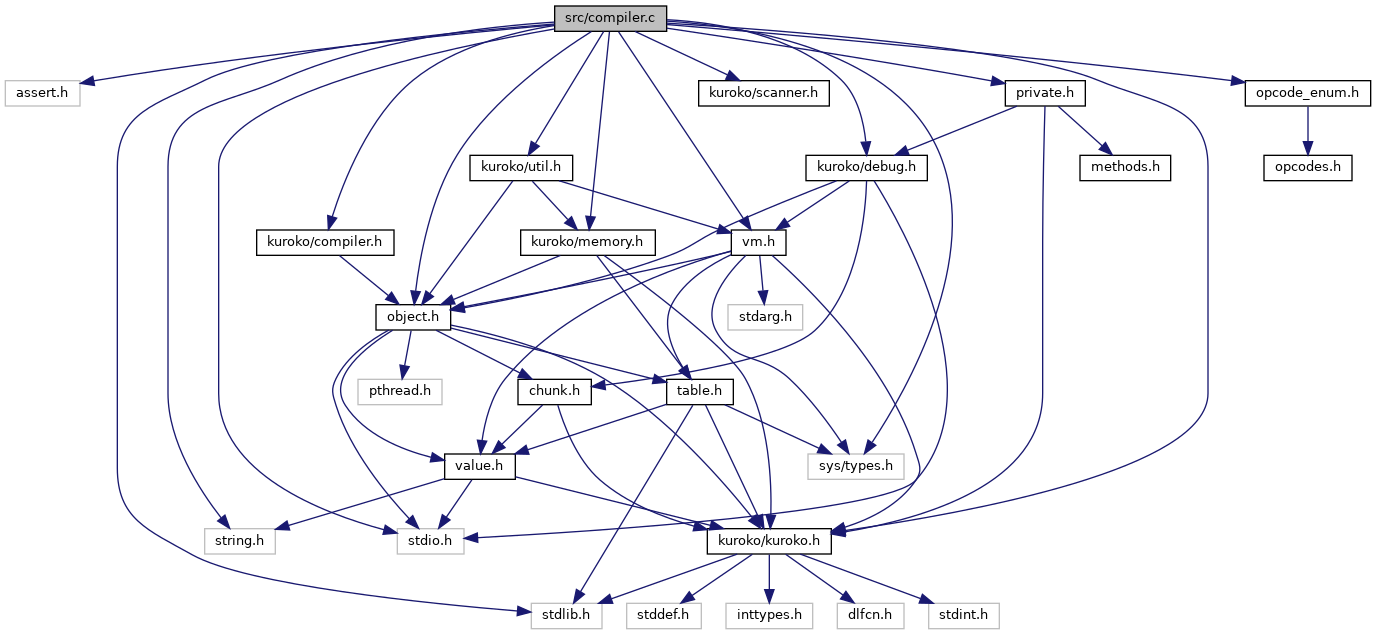 src/compiler.c
assert.h
kuroko/scanner.h
private.h
opcode_enum.h
kuroko/util.h
kuroko/debug.h
methods.h
opcodes.h
kuroko/compiler.h
kuroko/memory.h
vm.h
object.h
stdarg.h
pthread.h
chunk.h
table.h
value.h
sys/types.h
string.h
stdio.h
kuroko/kuroko.h
stdlib.h
stddef.h
inttypes.h
dlfcn.h
stdint.h